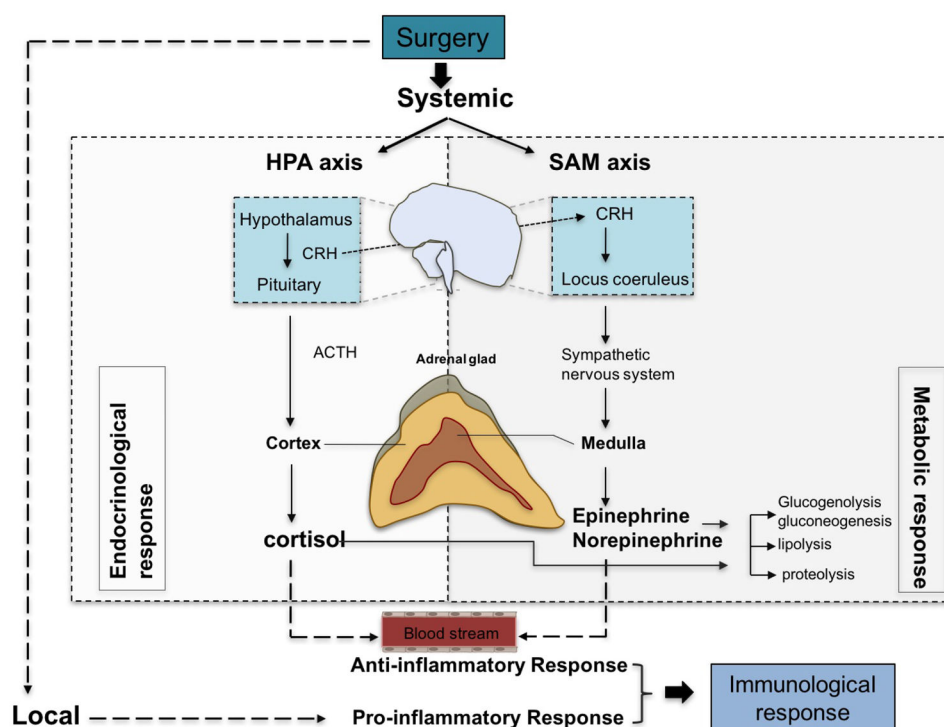 Surgery
Systemic
HPA axis
SAM axis
Hypothalamus
CRH
Pituitary
CRH
Locus coeruleus
ACTH
Adrenal glad
Sympathetic
nervous system
Cortex
Medulla
cortisol
Epinephrine
Norepinephrine
Glucogenolysis
gluconeogenesis
lipolysis
proteolysis
Endocrinological
response
Metabolic response
Blood stream
Anti-inflammatory Response
Local
Pro-inflammatory Response
Immunological
response